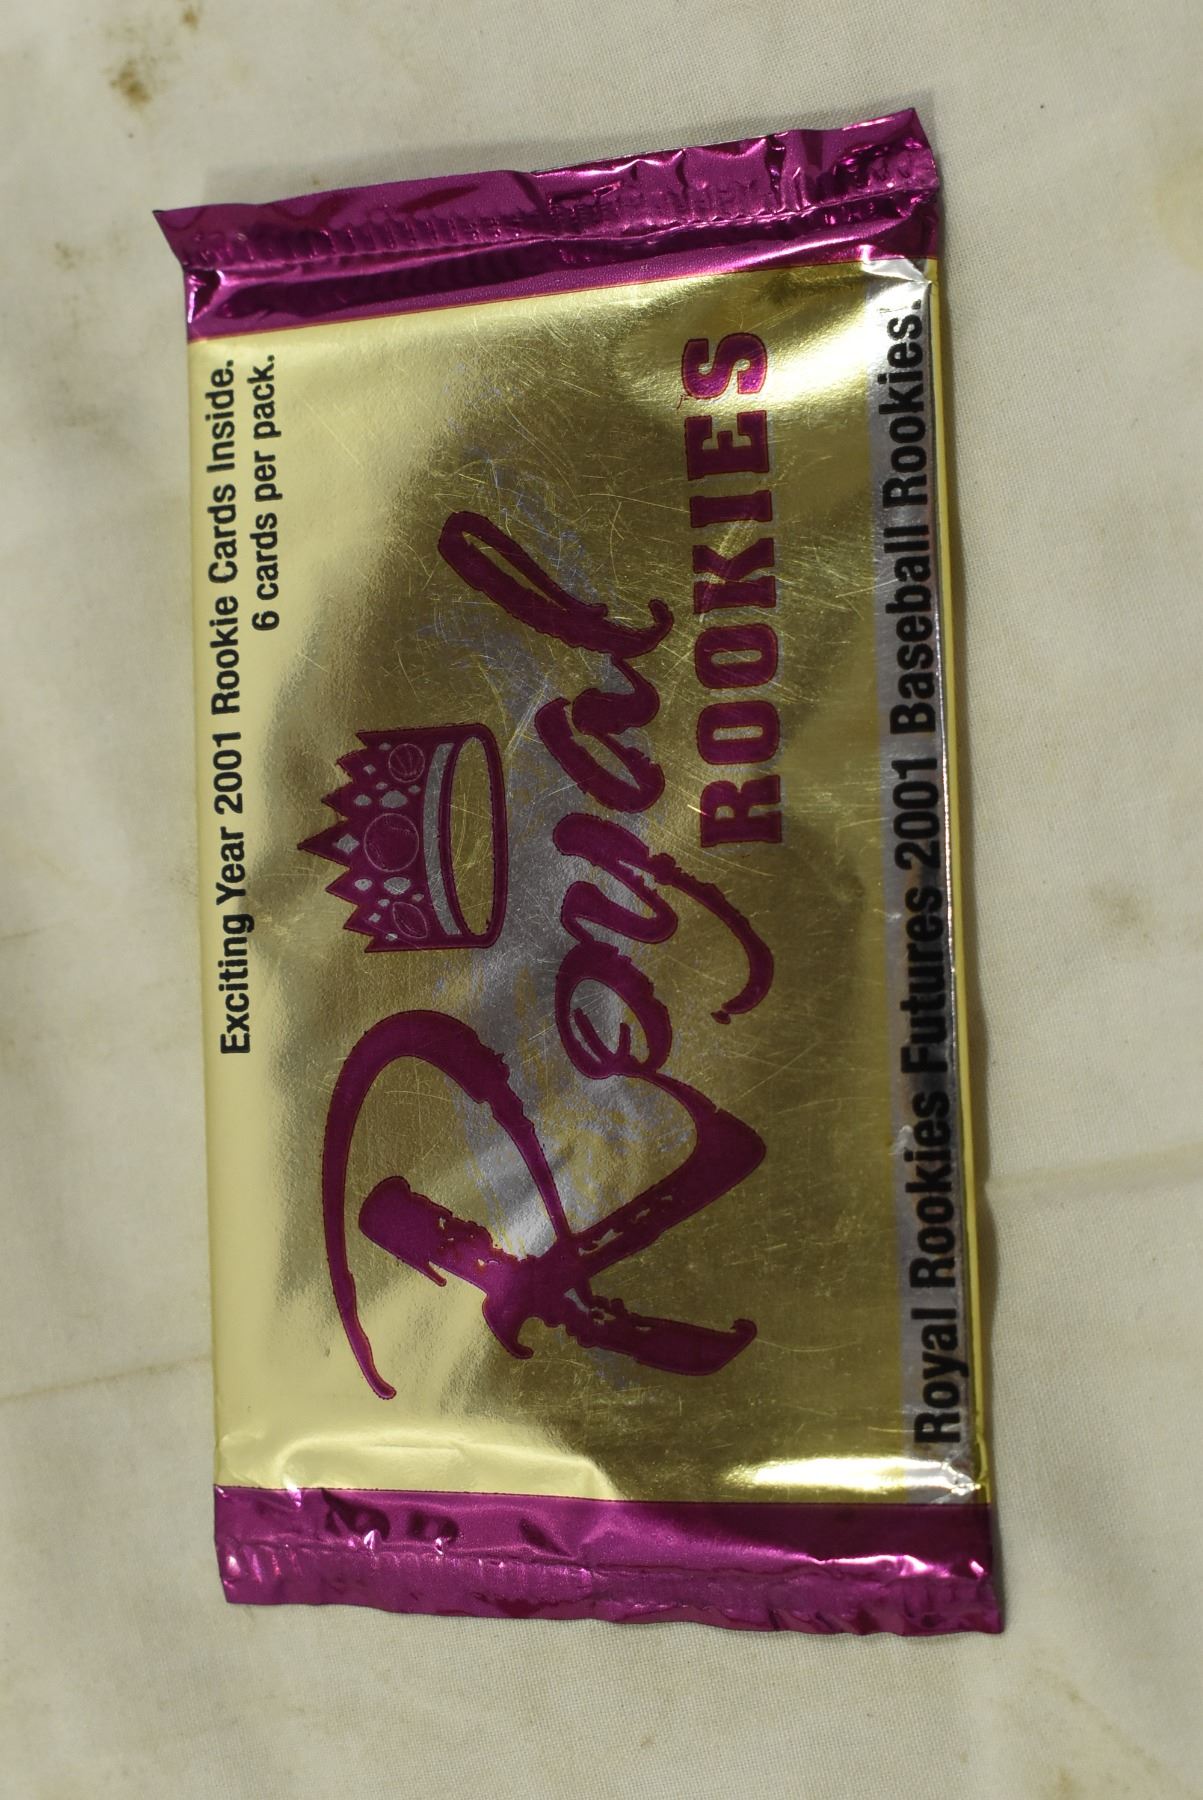 Exciting Year 2001 Rookie Cards Inside.
6 cards per pack.
Royal
ROOKIES
Royal Rookies Futures 2001 Baseball Rookies.